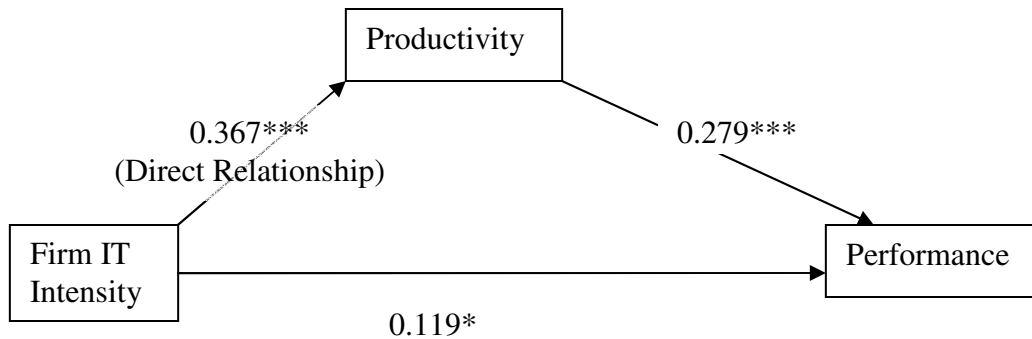 Productivity
0.367***
(Direct Relationship)
0.279***
Firm IT
Intensity
Performance
0.119*